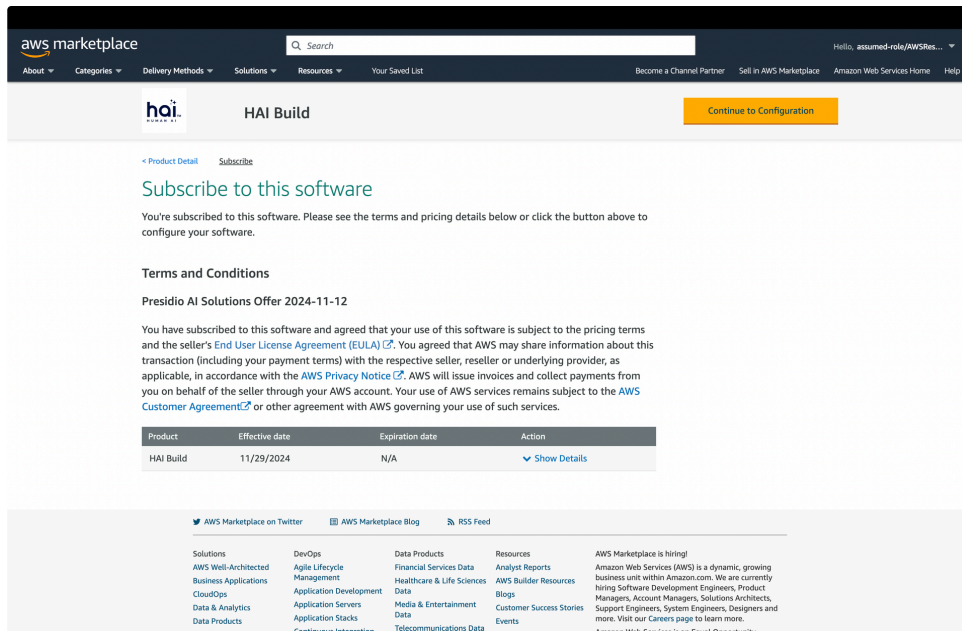 aws marketplace
Search
Hello, assumed-role/AWSRes...
About
Categories
Delivery Methods
Solutions
Resources
Your Saved List
Become a Channel Partner
Sell in AWS Marketplace
Amazon Web Services Home
Help
hai
HUMAN AI
HAI Build
Continue to Configuration
< Product Detail
Subscribe
Subscribe to this software
You're subscribed to this software. Please see the terms and pricing details below or click the button above to
configure your software.
Terms and Conditions
Presidio AI Solutions Offer 2024-11-12
You have subscribed to this software and agreed that your use of this software is subject to the pricing terms
and the seller's End User License Agreement (EULA). You agreed that AWS may share information about this
transaction (including your payment terms) with the respective seller, reseller or underlying provider, as
applicable, in accordance with the AWS Privacy Notice. AWS will issue invoices and collect payments from
you on behalf of the seller through your AWS account. Your use of AWS services remains subject to the AWS
Customer Agreement or other agreement with AWS governing your use of such services.
Product Effective date Expiration date Action
HAI Build 11/29/2024 N/A Show Details
AWS Marketplace on Twitter
AWS Marketplace Blog
RSS Feed
Solutions
AWS Well-Architected
Business Applications
CloudOps
Data & Analytics
Data Products
DevOps
Agile Lifecycle
Management
Application Development
Application Servers
Application Stacks
Continuous Integration
Data Products
Financial Services Data
Healthcare & Life Sciences
Data
Media & Entertainment
Data
Telecommunications Data
Resources
Analyst Reports
AWS Builder Resources
Blogs
Customer Success Stories
Events
AWS Marketplace is hiring!
Amazon Web Services (AWS) is a dynamic, growing
business unit within Amazon.com. We are currently
hiring Software Development Engineers, Product
Managers, Account Managers, Solutions Architects,
Support Engineers, System Engineers, Designers and
more. Visit our Careers page to learn more.
Amazon Web Services is an Equal Opportunity